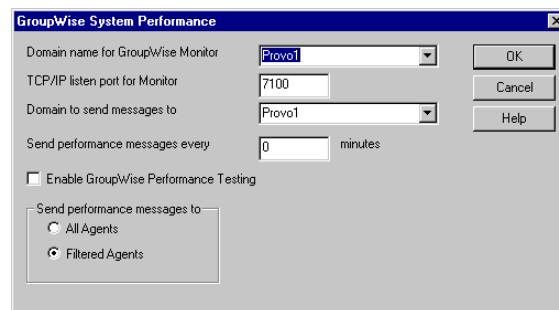 GroupWise System Performance
Domain name for GroupWise Monitor Provo1 OK
TCP/IP listen port for Monitor 7100 Cancel
Domain to send messages to Provo1 Help
Send performance messages every 0 minutes
Enable GroupWise Performance Testing
Send performance messages to
All Agents
Filtered Agents